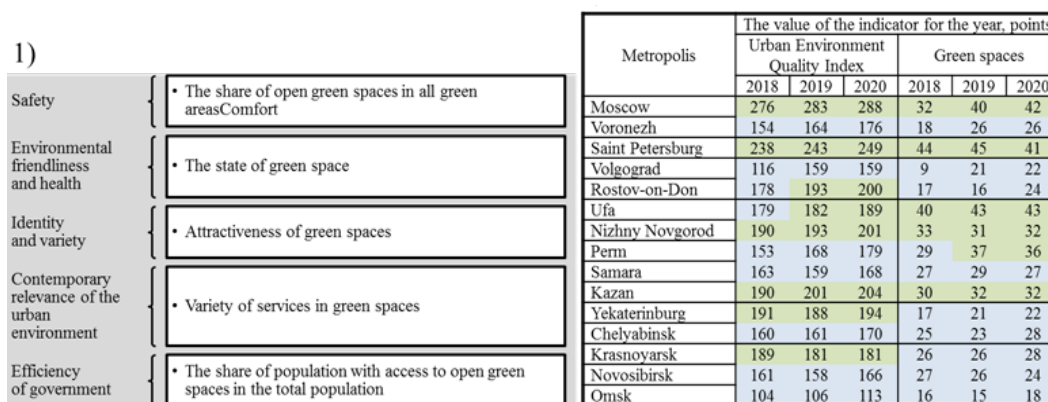 1)
Safety
• The share of open green spaces in all green
areasComfort
Environmental
friendliness
and health
• The state of green space
Identity
and variety
• Attractiveness of green spaces
Contemporary
relevance of the
urban
environment
• Variety of services in green spaces
Efficiency
of government
• The share of population with access to open green
spaces in the total population
Metropolis
The value of the indicator for the year, points
Urban Environment
Quality Index
Green spaces
2018 2019 2020 2018 2019 2020
Moscow 276 283 288 32 40 42
Voronezh 154 164 176 18 26 26
Saint Petersburg 238 243 249 44 45 41
Volgograd 116 159 159 9 21 22
Rostov-on-Don 178 193 200 17 16 24
Ufa 179 182 189 40 43 43
Nizhny Novgorod 190 193 201 33 31 32
Perm 153 168 179 29 37 36
Samara 163 159 168 27 29 27
Kazan 190 201 204 30 32 32
Yekaterinburg 191 188 194 17 21 22
Chelyabinsk 160 161 170 25 23 28
Krasnoyarsk 189 181 181 26 26 28
Novosibirsk 161 158 166 27 26 24
Omsk 104 106 113 16 15 18